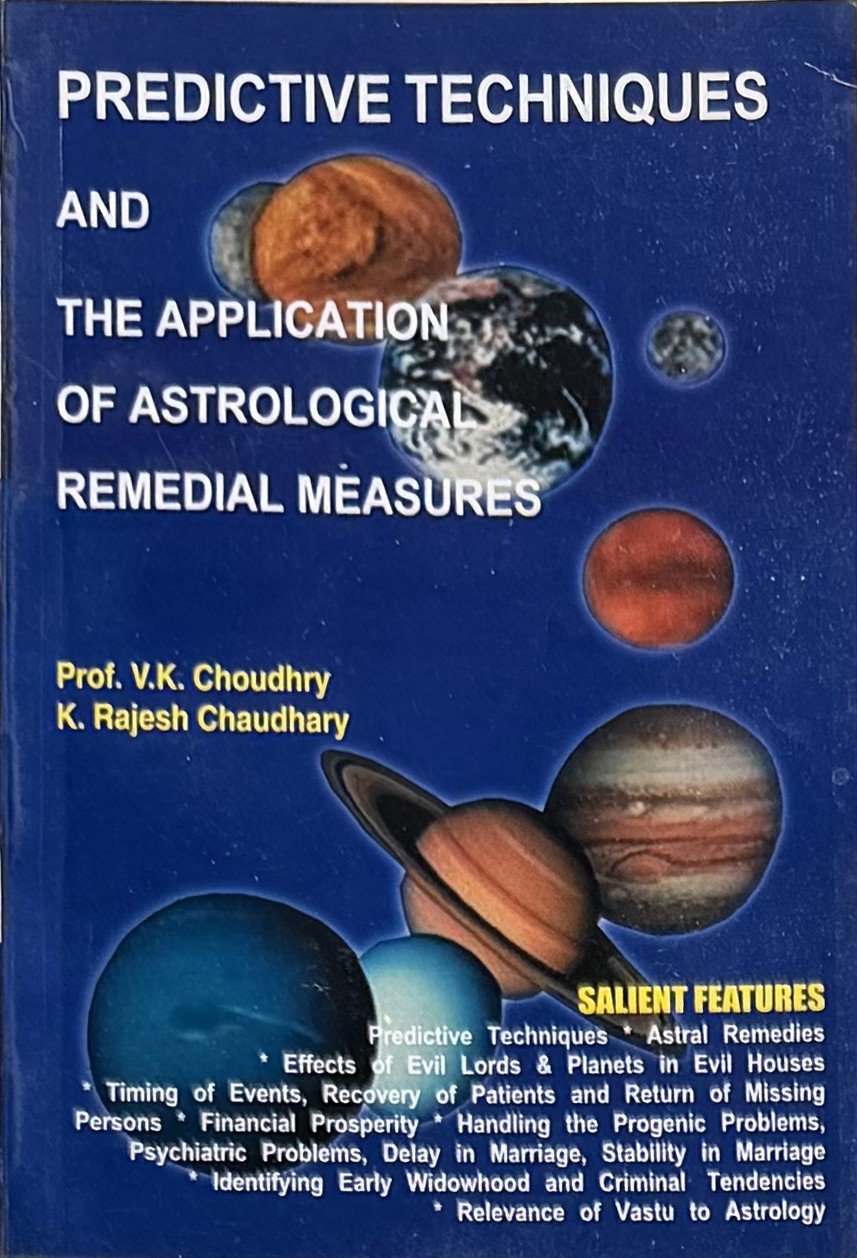 PREDICTIVE TECHNIQUES
AND
THE APPLICATION
OF ASTROLOGICAL
REMEDIAL MEASURES
Prof. V.K. Choudhry
K. Rajesh Chaudhary
SALIENT FEATURES
Predictive Techniques * Astral Remedies
* Effects of Evil Lords & Planets in Evil Houses
* Timing of Events, Recovery of Patients and Return of Missing
Persons * Financial Prosperity * Handling the Progenic Problems,
Psychiatric Problems, Delay in Marriage, Stability in Marriage
* Identifying Early Widowhood and Criminal Tendencies
* Relevance of Vastu to Astrology